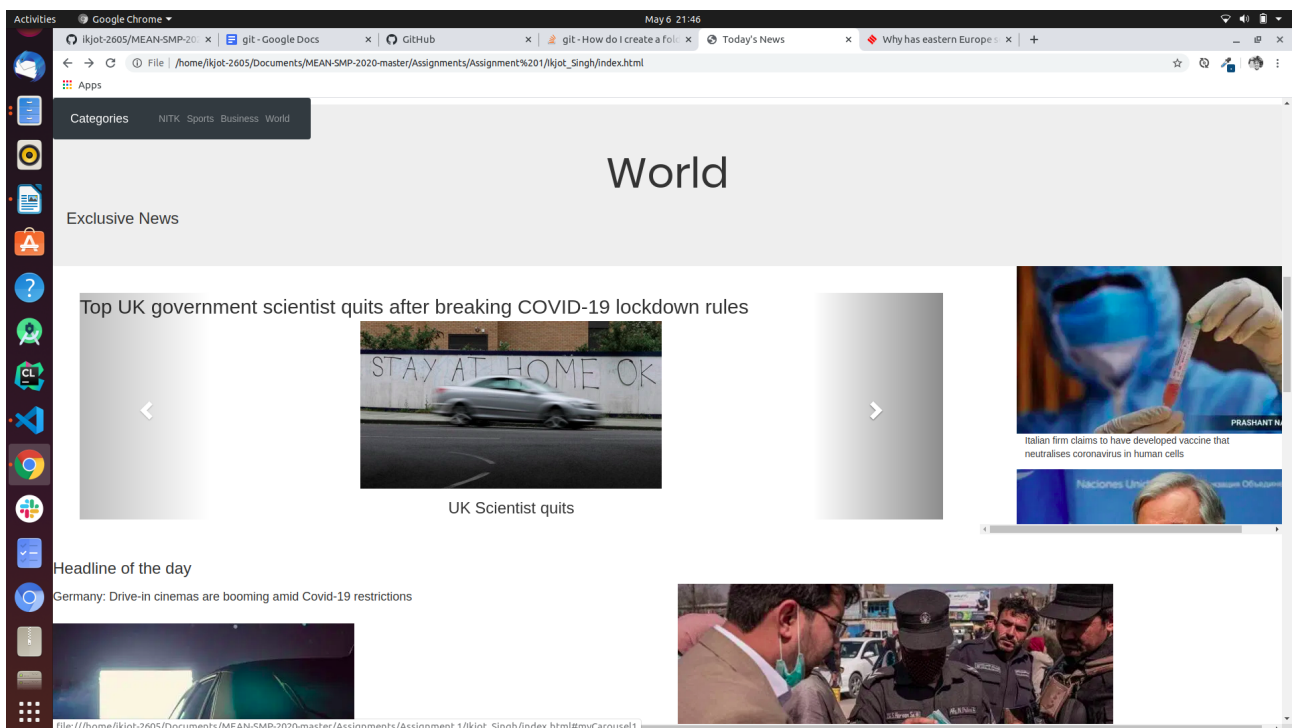 Activities
Google Chrome
May 6 21:46
ikjot-2605/MEAN-SMP-20
git - Google Docs
GitHub
git - How do I create a fol
Today's News
Why has eastern Europe s
File
/home/ikjot-2605/Documents/MEAN-SMP-2020-master/Assignments/Assignment%201/Ikjot_Singh/index.html
Apps
Categories NITK Sports Business World
World
Exclusive News
Top UK government scientist quits after breaking COVID-19 lockdown rules
STAY AT HOME OK
UK Scientist quits
PRASHANT NA
Italian firm claims to have developed vaccine that
neutralises coronavirus in human cells
Naciones Unid
CL
Headline of the day
Germany: Drive-in cinemas are booming amid Covid-19 restrictions
file:///home/ikjot-2605/Documents/MEAN-SMP-2020-master/Assignments/Assignment 1/Ikjot_Singh/index.html#myCarousel1